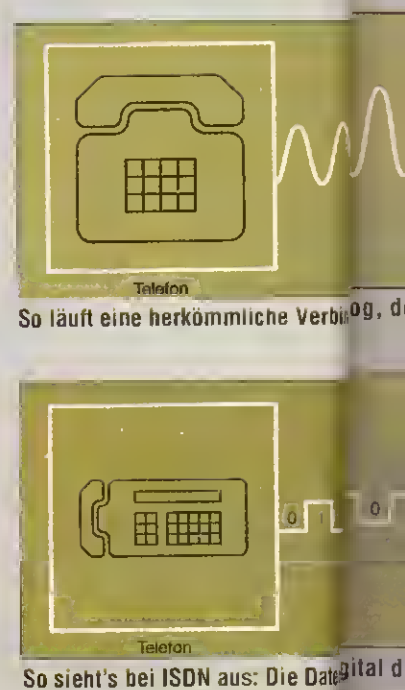 Telefon
So läuft eine herkömmliche Verbi og, d
0 1 0
Telefon
So sieht's bei ISDN aus: Die Date gital d